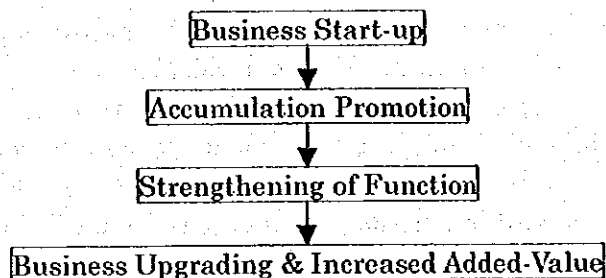 Business Start-up
Accumulation Promotion
Strengthening of Function
Business Upgrading & Increased Added-Value